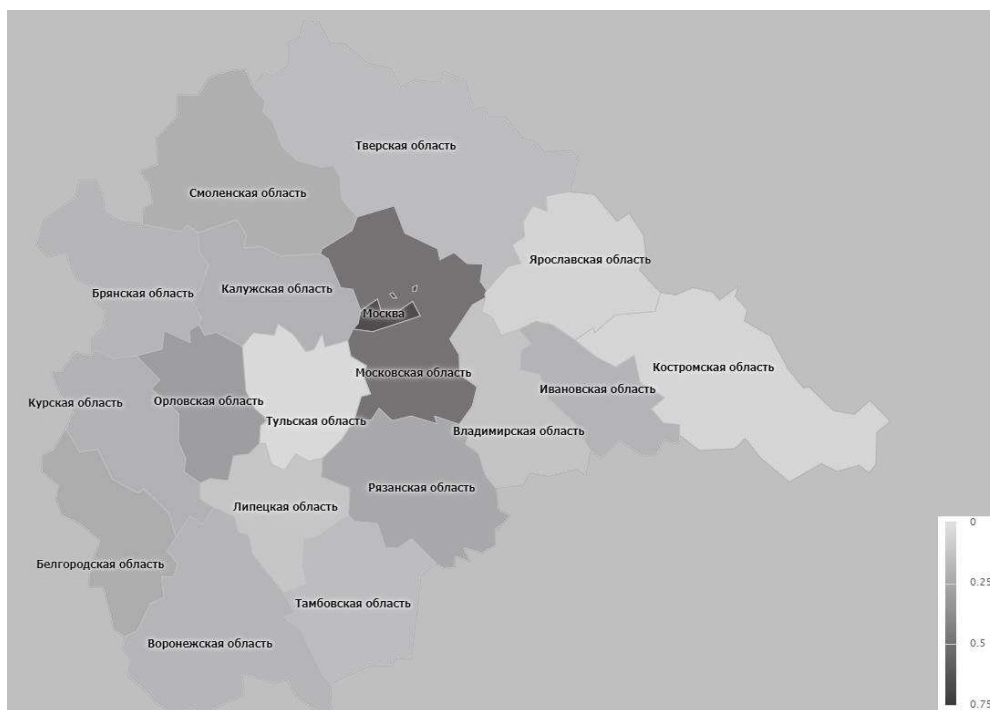 Тверская область
Смоленская область
Ярославская область
Калужская область
Брянская область
Москва
Костромская область
Московская область
Ивановская область
Орловская область
Курская область
Тульская область
Владимирская область
Рязанская область
Липецкая область
0
Белгородская область
0.25
Тамбовская область
Воронежская область
0.5
0.75